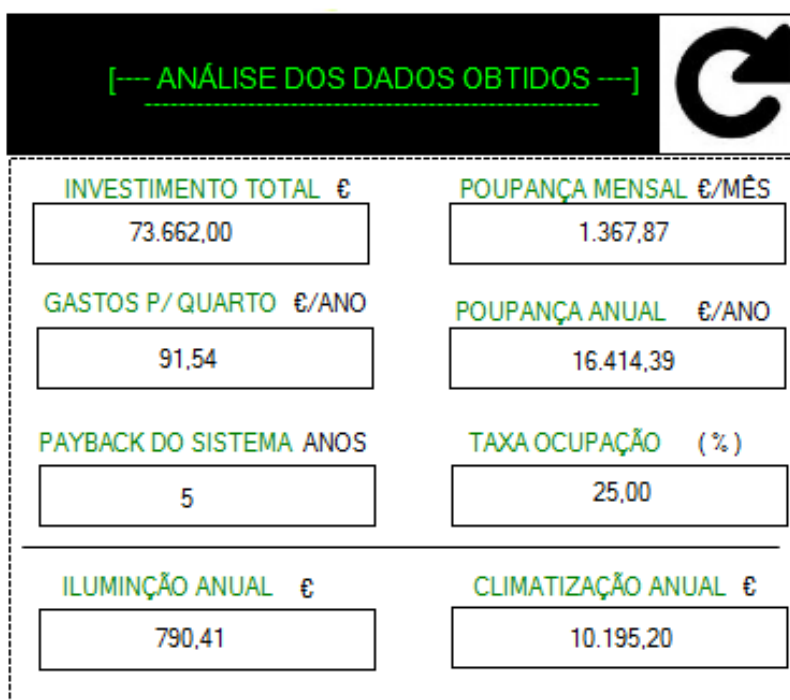 [---- ANÁLISE DOS DADOS OBTIDOS ----]
INVESTIMENTO TOTAL €
73.662,00
POUPANÇA MENSAL €/MÊS
1.367,87
GASTOS P/ QUARTO €/ANO
91,54
POUPANÇA ANUAL €/ANO
16.414,39
PAYBACK DO SISTEMA ANOS
5
TAXA OCUPAÇÃO (%)
25,00
ILUMINÇÃO ANUAL €
790,41
CLIMATIZAÇÃO ANUAL €
10.195,20